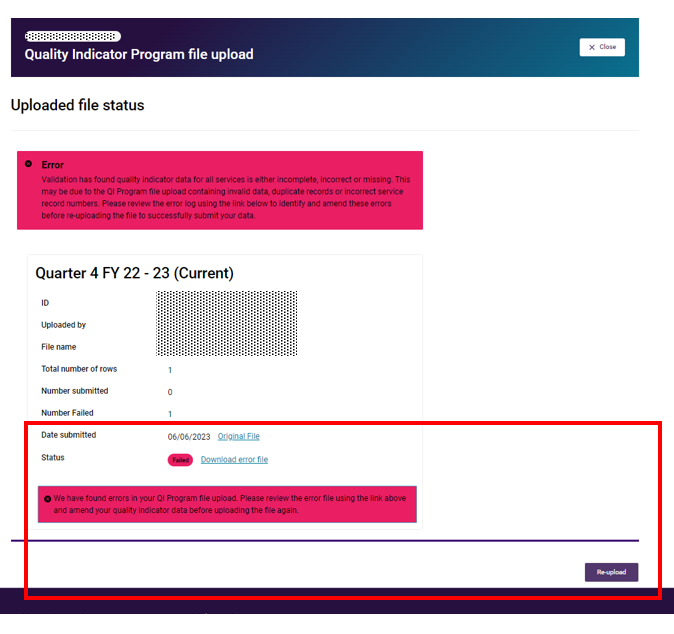 Quality Indicator Program file upload
× Close
Uploaded file status
Error
Validation has found quality indicator data for all services is either incomplete, incorrect or missing. This
may be due to the QI Program file upload containing invalid data, duplicate records or incorrect service
record numbers. Please review the error log using the link below to identify and amend these errors
before re-uploading the file to successfully submit your data.
Quarter 4 FY 22 - 23 (Current)
ID
Uploaded by
File name
Total number of rows 1
Number submitted 0
Number Failed 1
Date submitted 06/06/2023 Original File
Status Failed Download error file
We have found errors in your QI Program file upload. Please review the error file using the link above
and amend your quality indicator data before uploading the file again.
Re-upload